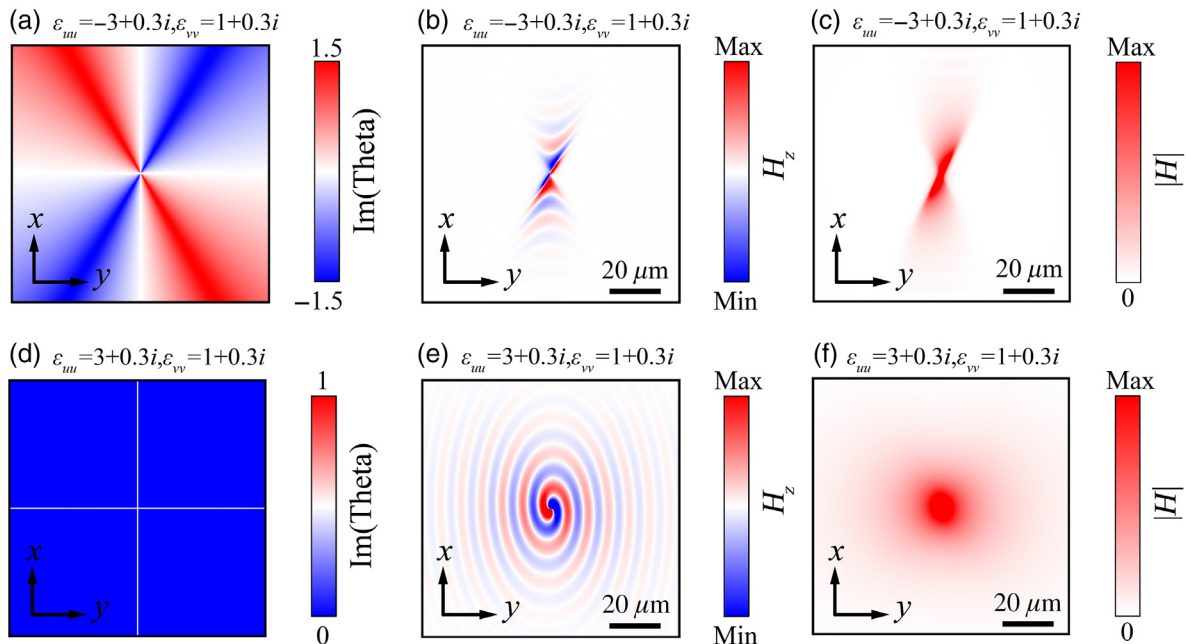 (a) ε_uu=−3+0.3i,ε_vv=1+0.3i
1.5
Im(Theta)
−1.5
x
y
(b) ε_uu=−3+0.3i,ε_vv=1+0.3i
Max
H_z
Min
x
y
20 μm
(c) ε_uu=−3+0.3i,ε_vv=1+0.3i
Max
|H|
0
x
y
20 μm
(d) ε_uu=3+0.3i,ε_vv=1+0.3i
1
Im(Theta)
0
x
y
(e) ε_uu=3+0.3i,ε_vv=1+0.3i
Max
H_z
Min
x
y
20 μm
(f) ε_uu=3+0.3i,ε_vv=1+0.3i
Max
|H|
0
x
y
20 μm